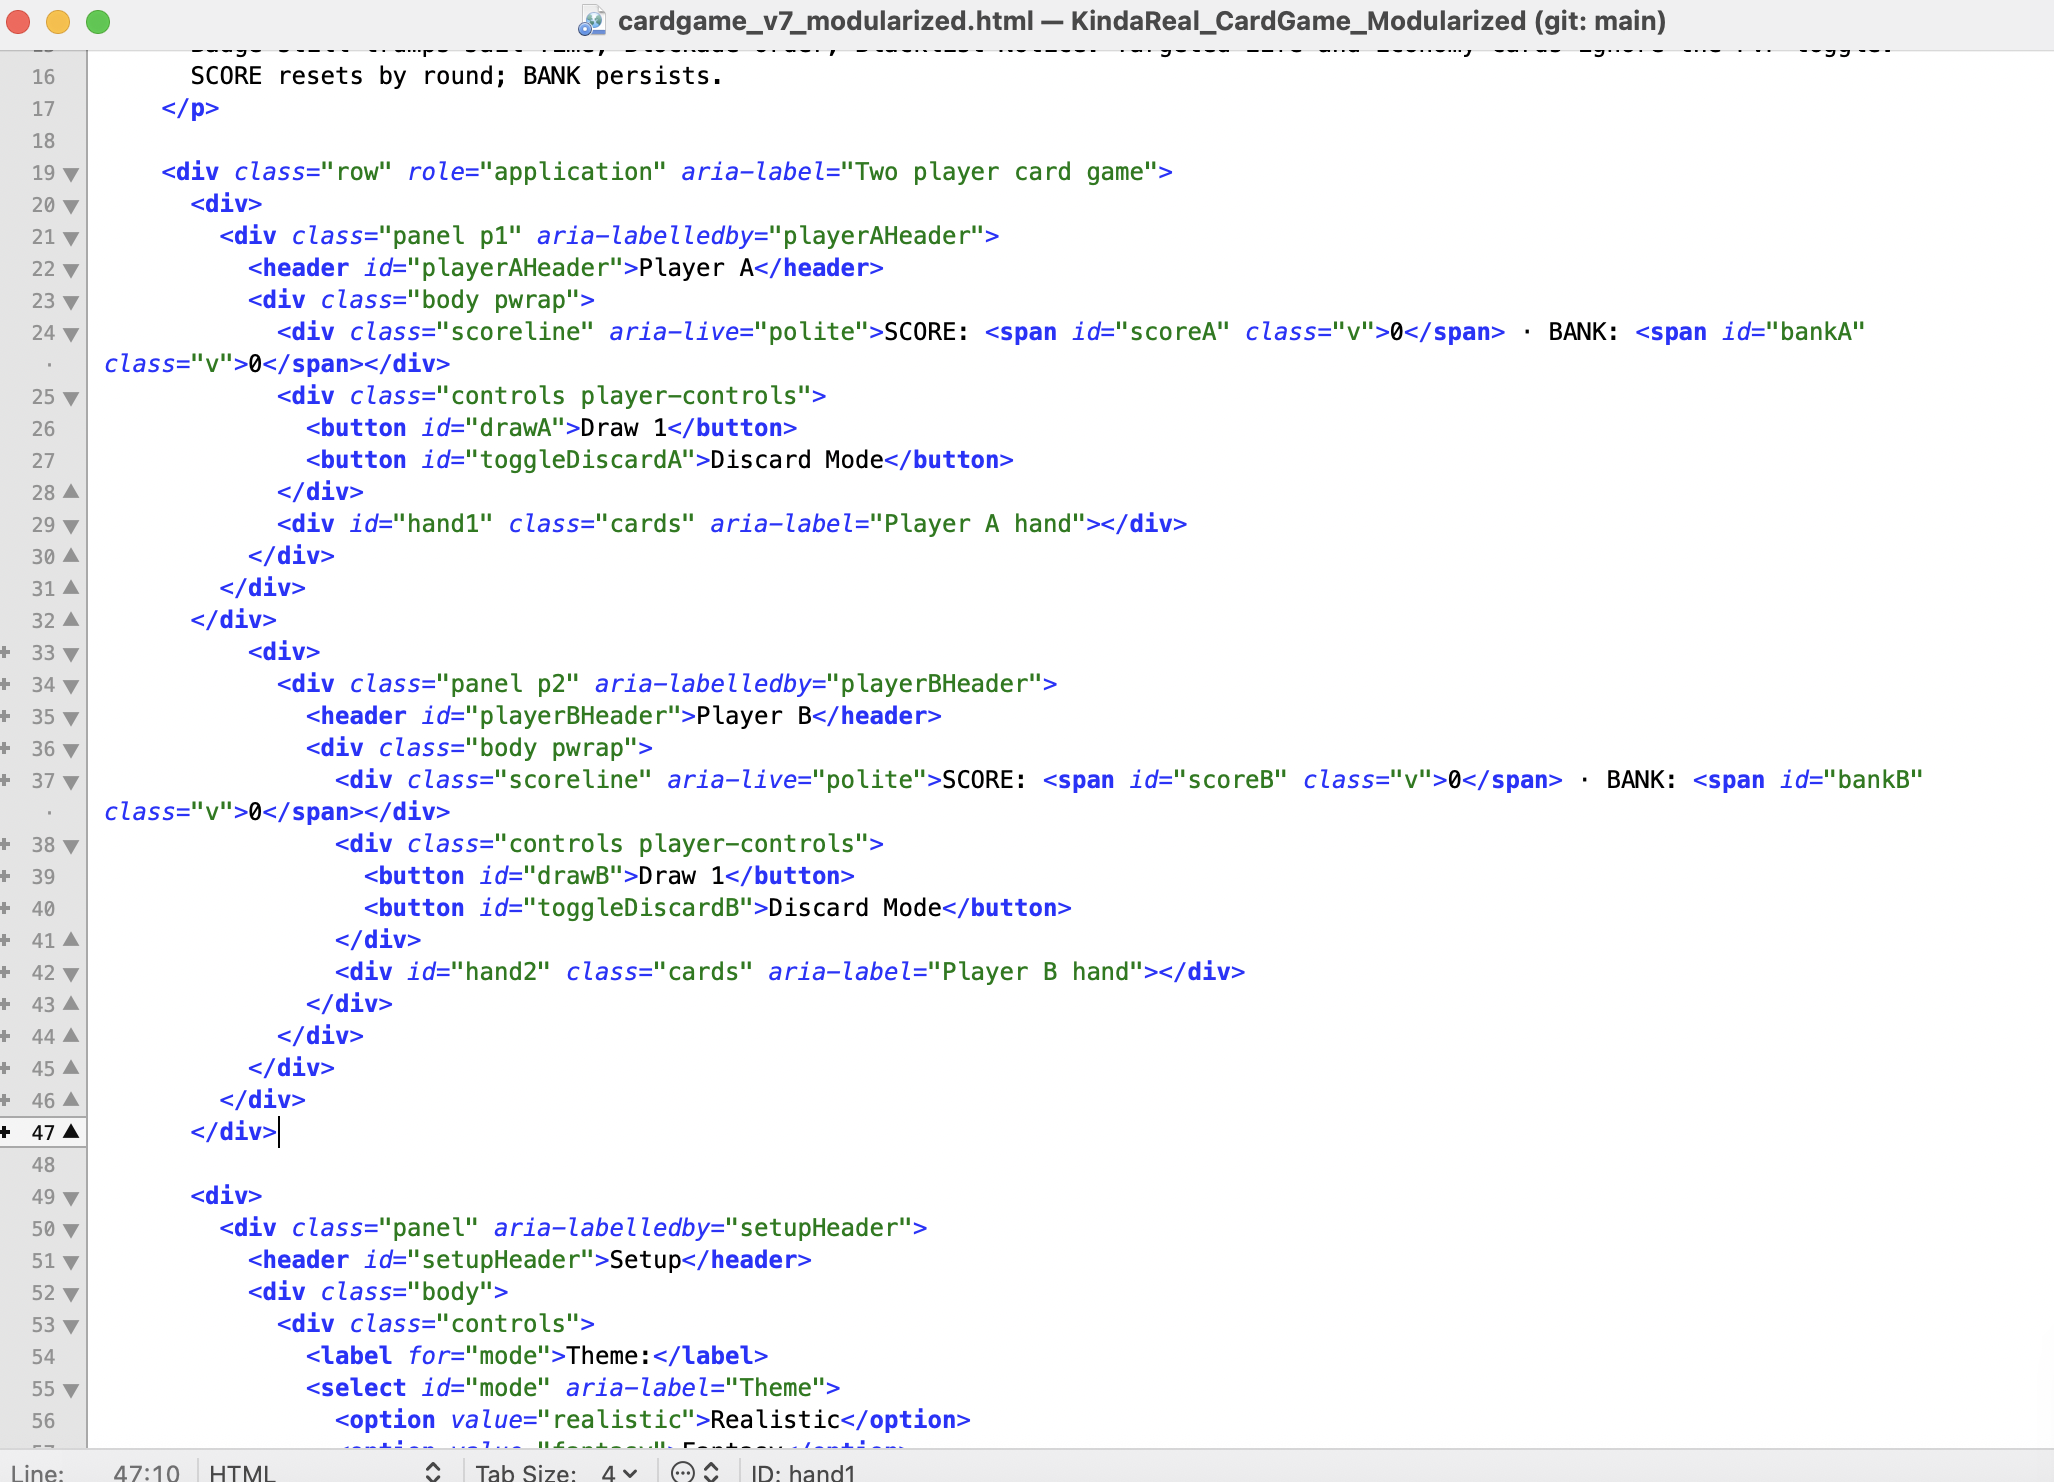 cardgame_v7_modularized.html — KindaReal_CardGame_Modularized (git: main)
16 SCORE resets by round; BANK persists.
17 </p>
18
19 <div class="row" role="application" aria-label="Two player card game">
20 <div>
21 <div class="panel p1" aria-labelledby="playerAHeader">
22 <header id="playerAHeader">Player A</header>
23 <div class="body pwrap">
24 <div class="scoreline" aria-live="polite">SCORE: <span id="scoreA" class="v">0</span> · BANK: <span id="bankA"
· class="v">0</span></div>
25 <div class="controls player-controls">
26 <button id="drawA">Draw 1</button>
27 <button id="toggleDiscardA">Discard Mode</button>
28 </div>
29 <div id="hand1" class="cards" aria-label="Player A hand"></div>
30 </div>
31 </div>
32 </div>
33 <div>
34 <div class="panel p2" aria-labelledby="playerBHeader">
35 <header id="playerBHeader">Player B</header>
36 <div class="body pwrap">
37 <div class="scoreline" aria-live="polite">SCORE: <span id="scoreB" class="v">0</span> · BANK: <span id="bankB"
· class="v">0</span></div>
38 <div class="controls player-controls">
39 <button id="drawB">Draw 1</button>
40 <button id="toggleDiscardB">Discard Mode</button>
41 </div>
42 <div id="hand2" class="cards" aria-label="Player B hand"></div>
43 </div>
44 </div>
45 </div>
46 </div>
47 </div>
48
49 <div>
50 <div class="panel" aria-labelledby="setupHeader">
51 <header id="setupHeader">Setup</header>
52 <div class="body">
53 <div class="controls">
54 <label for="mode">Theme:</label>
55 <select id="mode" aria-label="Theme">
56 <option value="realistic">Realistic</option>
Line: 47:10 HTML Tab Size: 4 ID: hand1